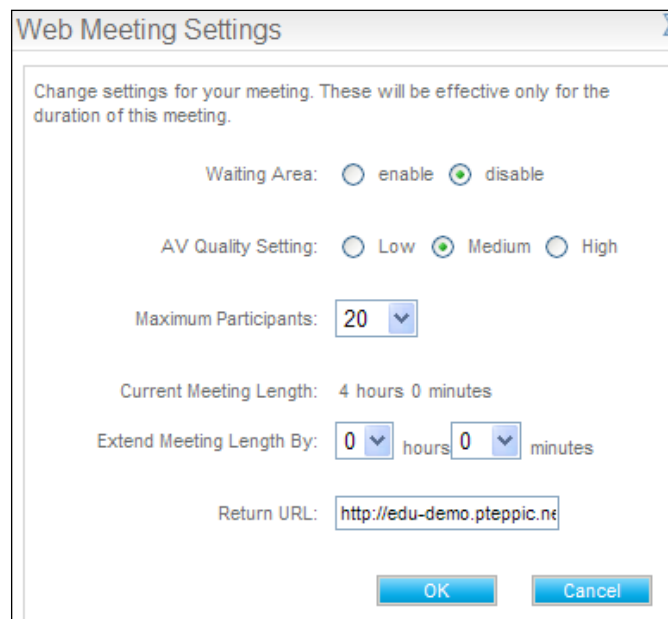 Web Meeting Settings
Change settings for your meeting. These will be effective only for the
duration of this meeting.
Waiting Area: enable disable
AV Quality Setting: Low Medium High
Maximum Participants: 20
Current Meeting Length: 4 hours 0 minutes
Extend Meeting Length By: 0 hours 0 minutes
Return URL: http://edu-demo.pteppic.ne
OK Cancel